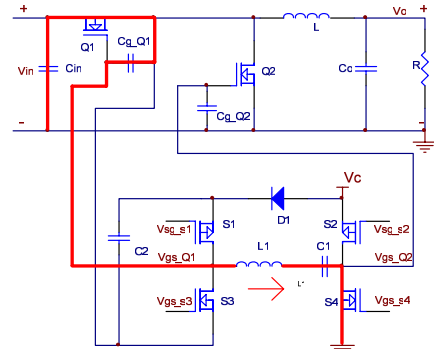 +
Vo
+
L
Q1
Cg_Q1
Vin
Cin
Q2
Co
R
Cg_Q2
-
-
Vc
D1
Vsg_s1
S1
S2
Vsg_s2
C2
L1
C1
Vgs_Q1
Vgs_Q2
Vgs_s3
S3
S4
Vgs_s4